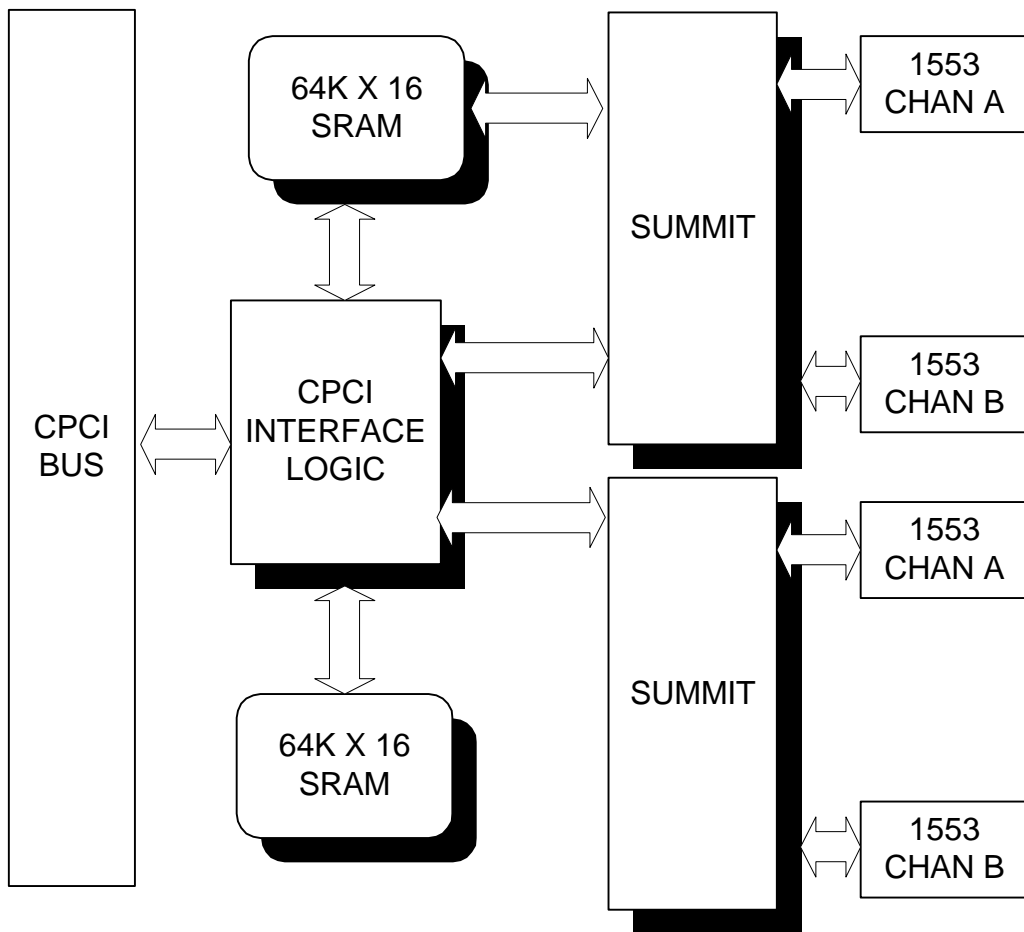 CPCI
BUS
64K X 16
SRAM
CPCI
INTERFACE
LOGIC
64K X 16
SRAM
SUMMIT
1553
CHAN A
1553
CHAN B
SUMMIT
1553
CHAN A
1553
CHAN B